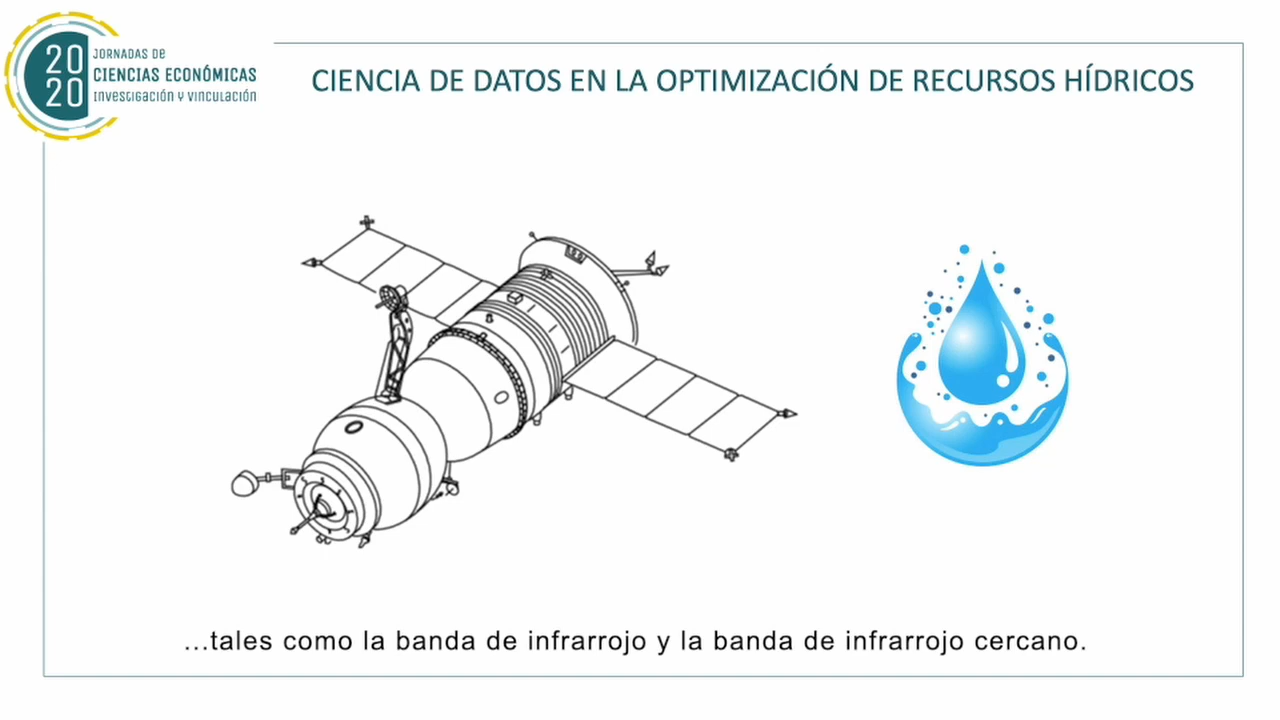 20
20
JORNADAS DE
CIENCIAS ECONÓMICAS
INVESTIGACIÓN Y VINCULACIÓN
CIENCIA DE DATOS EN LA OPTIMIZACIÓN DE RECURSOS HÍDRICOS
...tales como la banda de infrarrojo y la banda de infrarrojo cercano.